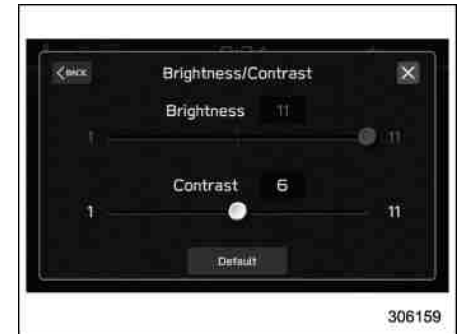 BACK
Brightness/Contrast
X
Brightness 11
1 11
Contrast 6
1 11
Default
306159